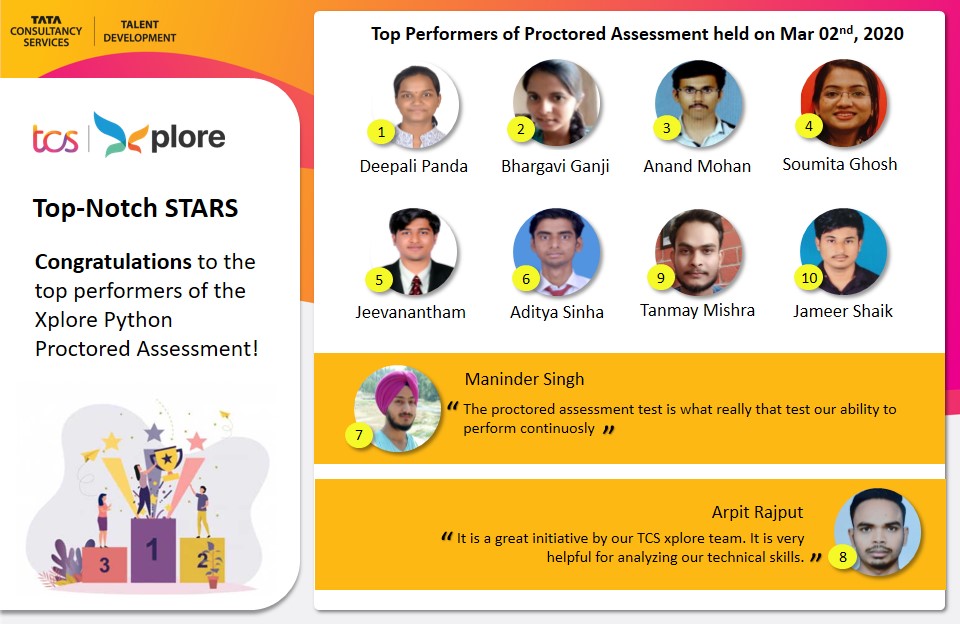 TATA
CONSULTANCY
SERVICES
TALENT
DEVELOPMENT
tcs
Xplore
Top-Notch STARS
Congratulations to the
top performers of the
Xplore Python
Proctored Assessment!
3
1
2
Top Performers of Proctored Assessment held on Mar 02nd, 2020
1
2
3
4
Deepali Panda
Bhargavi Ganji
Anand Mohan
Soumita Ghosh
5
6
9
10
Jeevanantham
Aditya Sinha
Tanmay Mishra
Jameer Shaik
Maninder Singh
“ The proctored assessment test is what really that test our ability to
perform continuosly ”
7
Arpit Rajput
“ It is a great initiative by our TCS xplore team. It is very
helpful for analyzing our technical skills. ”
8